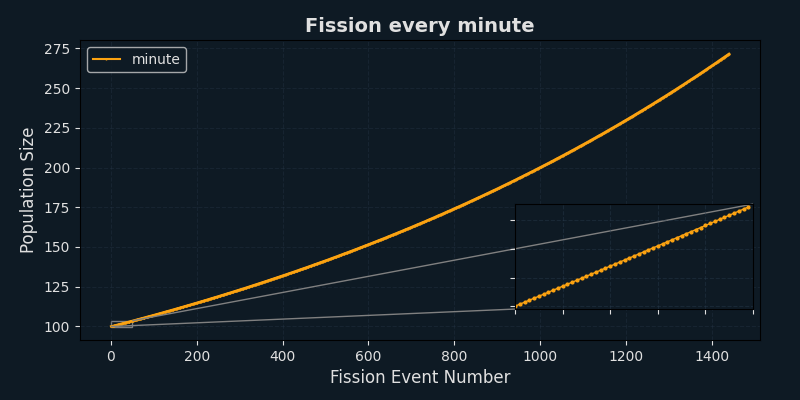 Fission every minute
minute
Population Size
275
250
225
200
175
150
125
100
0 200 400 600 800 1000 1200 1400
Fission Event Number